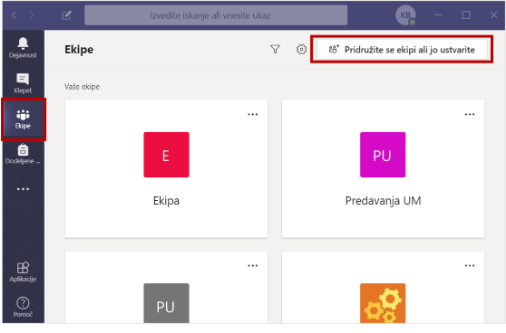 Izvedite iskanje ali vnesite ukaz
KB
Dejavnost
Klepet
Ekipe
Dodeljene ...
Aplikacije
Pomoč
Ekipe
Pridružite se ekipi ali jo ustvarite
Vaše ekipe
E
Ekipa
PU
Predavanja UM
PU